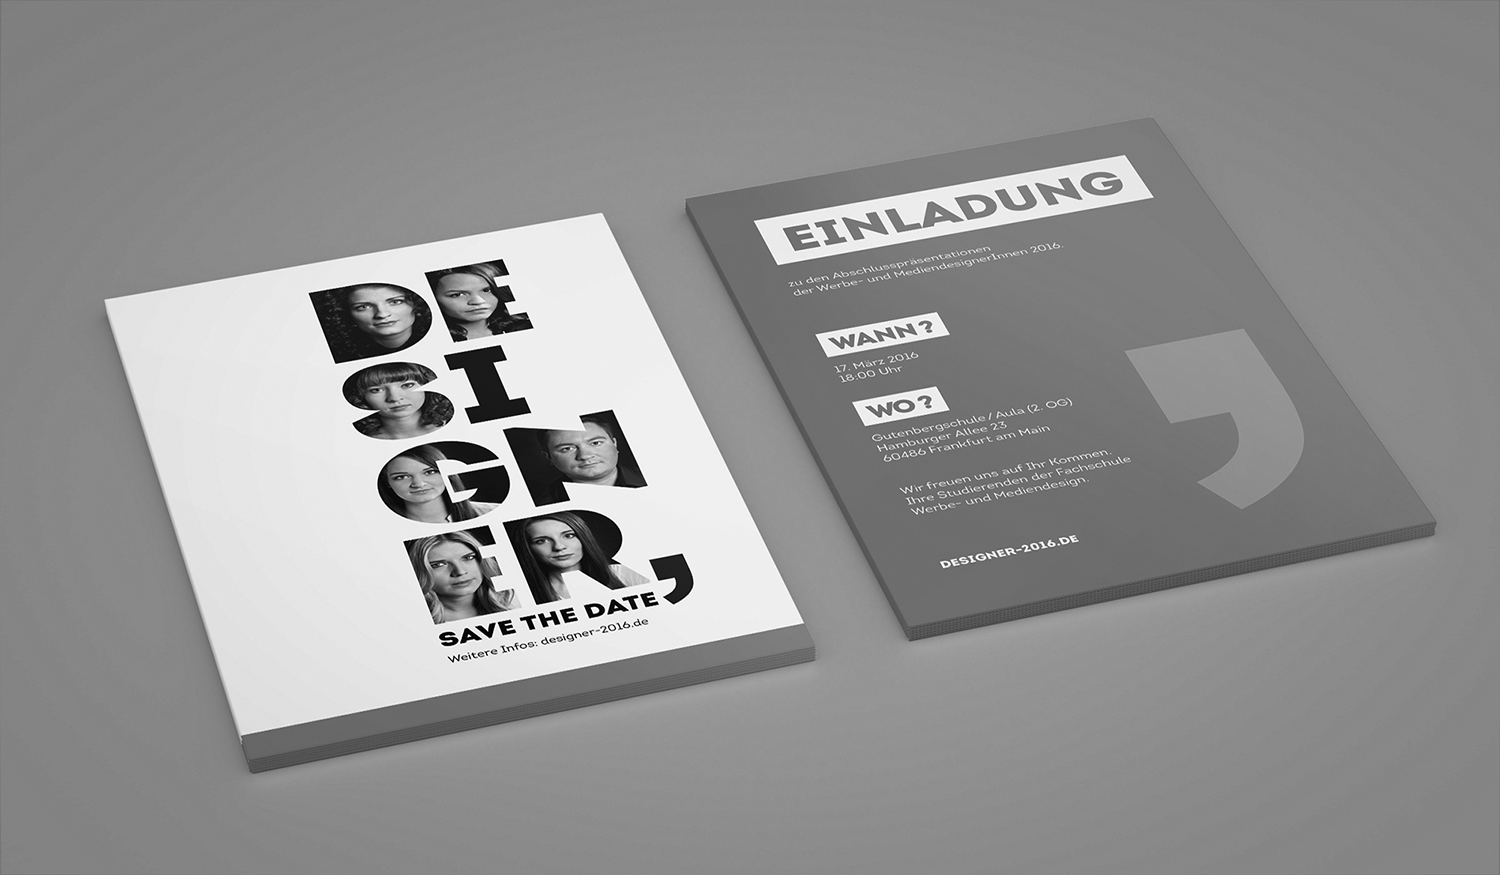 DE
SI
GN
ER,
SAVE THE DATE
Weitere Infos: designer-2016.de
EINLADUNG
zu den Abschlusspräsentationen
der Werbe- und MediendesignerInnen 2016.
WANN?
17. März 2016
18:00 Uhr
WO?
Gutenbergschule / Aula (2. OG)
Hamburger Allee 23
60486 Frankfurt am Main
Wir freuen uns auf Ihr Kommen.
Ihre Studierenden der Fachschule
Werbe- und Mediendesign.
DESIGNER-2016.DE